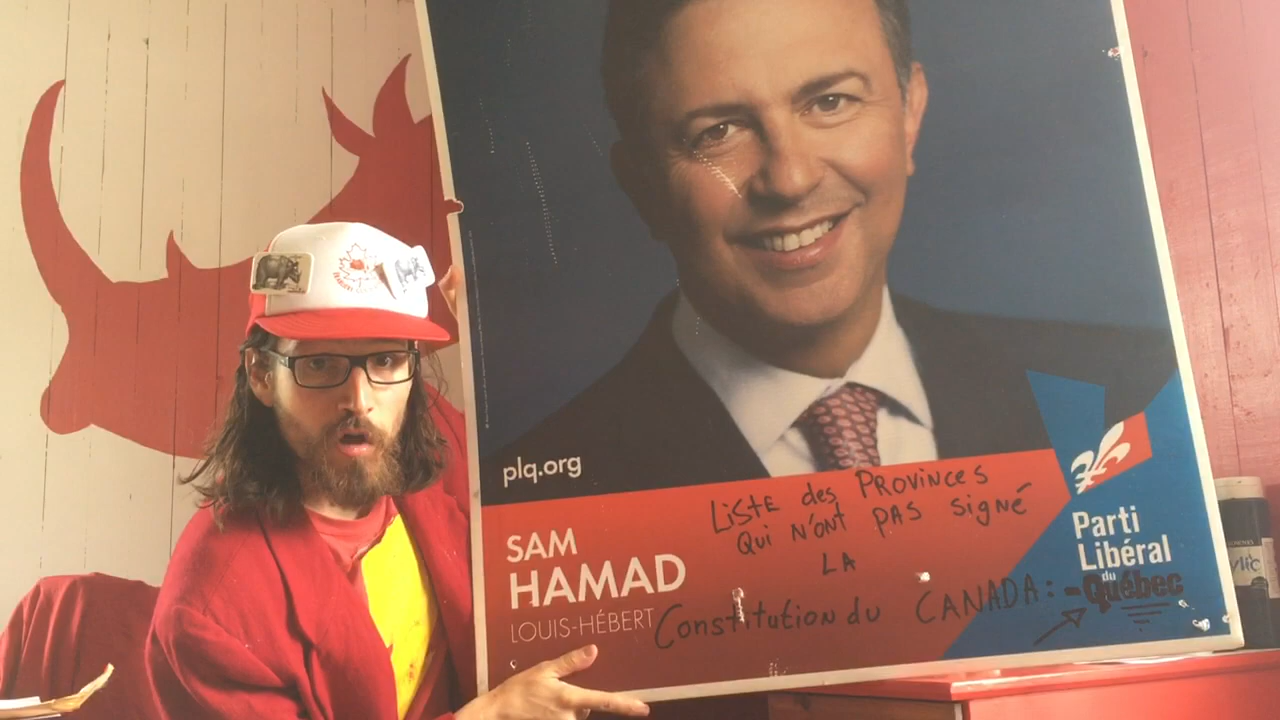 plq.org
SAM
HAMAD
LOUIS-HÉBERT
LiSTE des PROVINCES
Qui N'ONT PAS Signé
LA
Constitution du CANADA: -Québec
Parti
Libéral
du
Québec